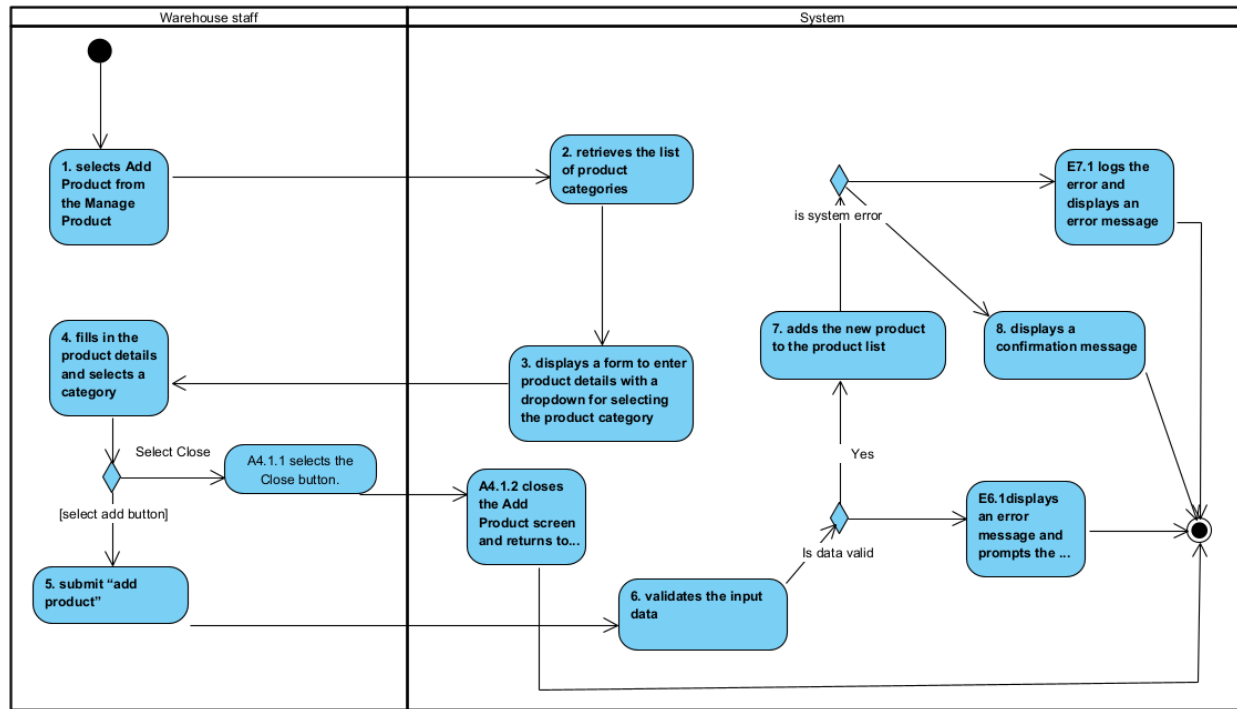 Warehouse staff
System
1. selects Add
Product from
the Manage
Product
2. retrieves the list
of product
categories
E7.1 logs the
error and
displays an
error message
is system error
4. fills in the
product details
and selects a
category
3. displays a form to enter
product details with a
dropdown for selecting
the product category
7. adds the new product
to the product list
8. displays a
confirmation message
Select Close
A4.1.1 selects the
Close button.
A4.1.2 closes
the Add
Product screen
and returns to...
Yes
[select add button]
Is data valid
E6.1displays
an error
message and
prompts the ...
5. submit “add
product”
6. validates the input
data